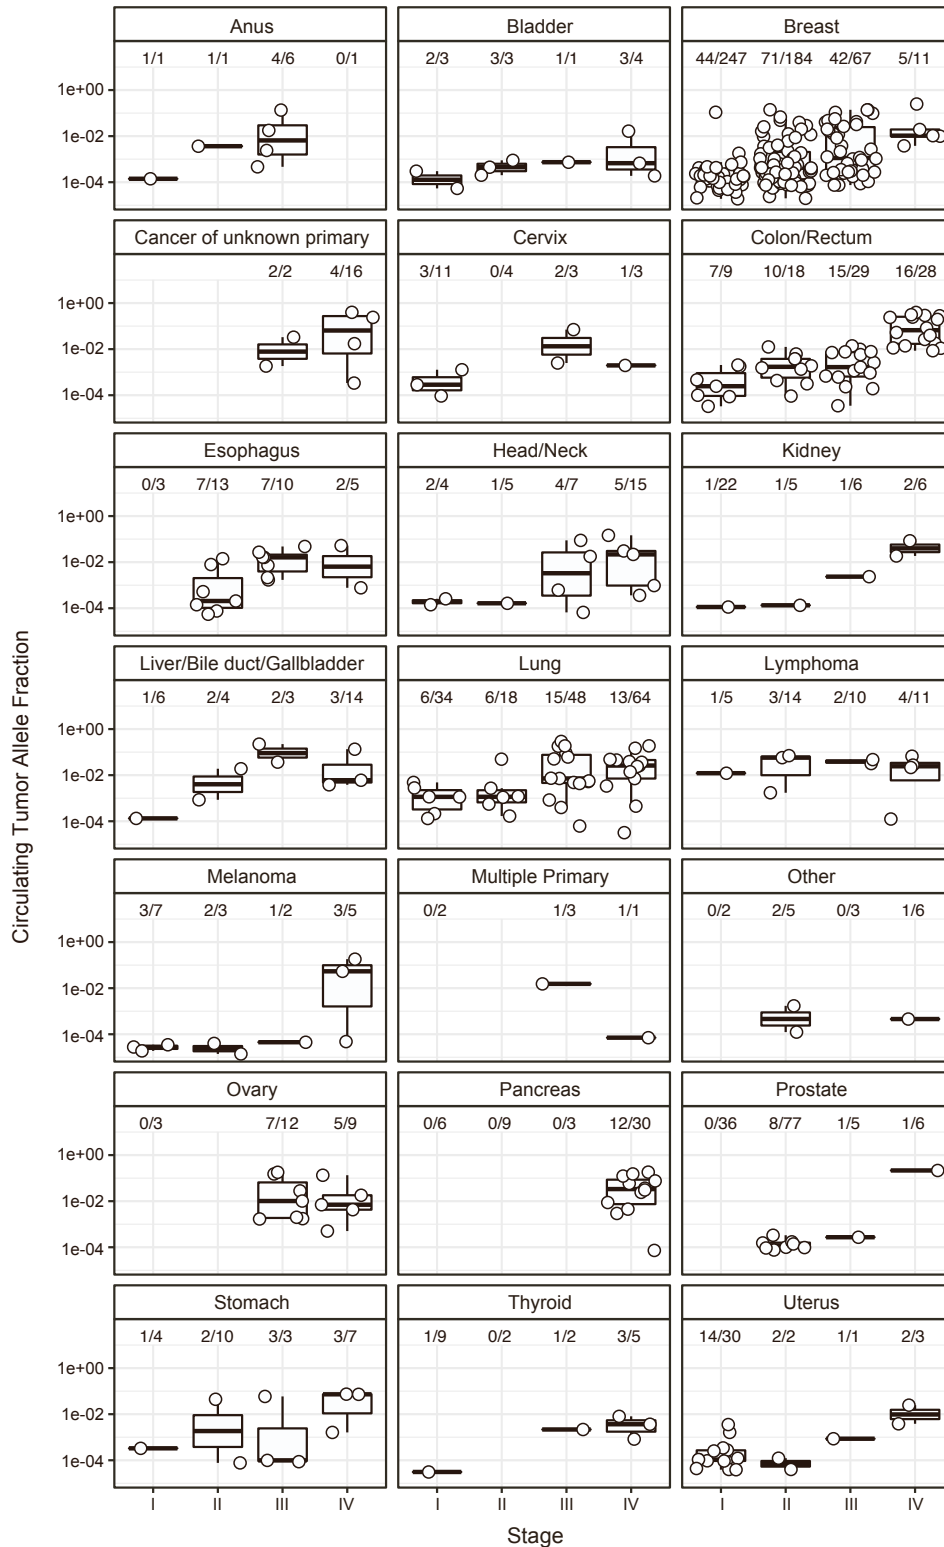 Anus Bladder Breast
1/1 1/1 4/6 0/1 2/3 3/3 1/1 3/4 44/247 71/184 42/67 5/11
1e+00
1e-02
1e-04
Cancer of unknown primary Cervix Colon/Rectum
2/2 4/16 3/11 0/4 2/3 1/3 7/9 10/18 15/29 16/28
1e+00
1e-02
1e-04
Esophagus Head/Neck Kidney
0/3 7/13 7/10 2/5 2/4 1/5 4/7 5/15 1/22 1/5 1/6 2/6
1e+00
1e-02
1e-04
Liver/Bile duct/Gallbladder Lung Lymphoma
1/6 2/4 2/3 3/14 6/34 6/18 15/48 13/64 1/5 3/14 2/10 4/11
1e+00
1e-02
1e-04
Circulating Tumor Allele Fraction
Melanoma Multiple Primary Other
3/7 2/3 1/2 3/5 0/2 1/3 1/1 0/2 2/5 0/3 1/6
1e+00
1e-02
1e-04
Ovary Pancreas Prostate
0/3 7/12 5/9 0/6 0/9 0/3 12/30 0/36 8/77 1/5 1/6
1e+00
1e-02
1e-04
Stomach Thyroid Uterus
1/4 2/10 3/3 3/7 1/9 0/2 1/2 3/5 14/30 2/2 1/1 2/3
1e+00
1e-02
1e-04
I II III IV I II III IV I II III IV
Stage